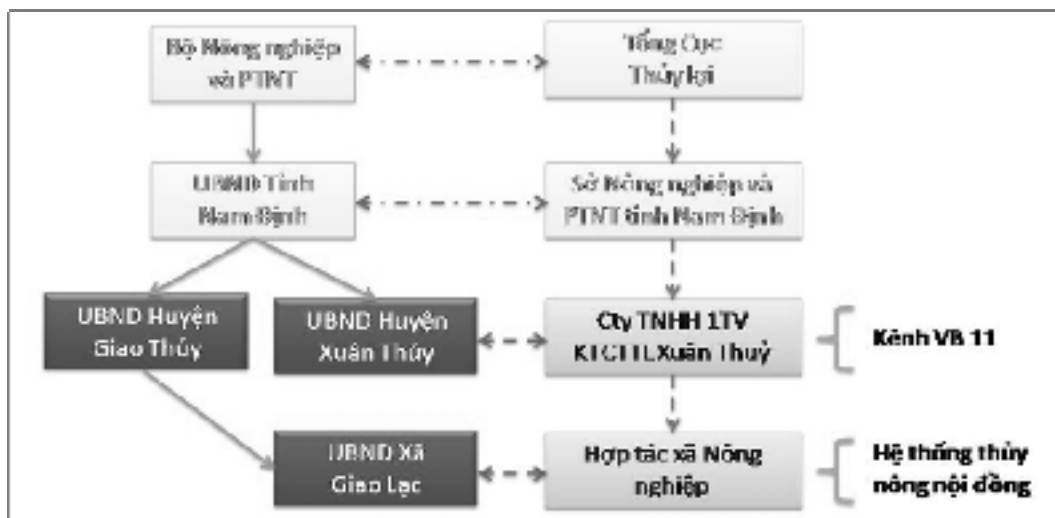 Bộ Nông nghiệp
và PTNT
Tổng Cục
Thủy lợi
UBND Tỉnh
Nam Định
Sở Nông nghiệp và
PTNT tỉnh Nam Định
UBND Huyện
Giao Thủy
UBND Huyện
Xuân Thủy
Cty TNHH 1TV
KTCTTL Xuân Thuỷ
Kênh VB 11
UBND Xã
Giao Lạc
Hợp tác xã Nông
nghiệp
Hệ thống thủy
nông nội đồng